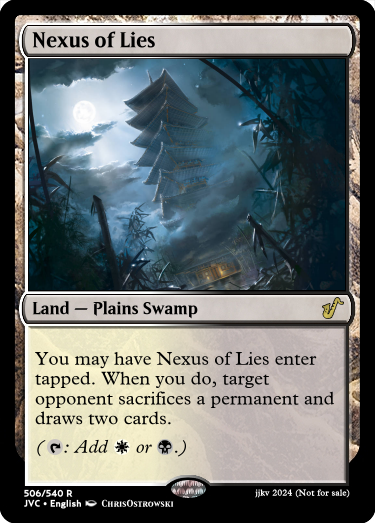 Nexus of Lies
Land — Plains Swamp
You may have Nexus of Lies enter
tapped. When you do, target
opponent sacrifices a permanent and
draws two cards.
( : Add or .)
506/540 R
jjkv 2024 (Not for sale)
JVC • English ChrisOstrowski